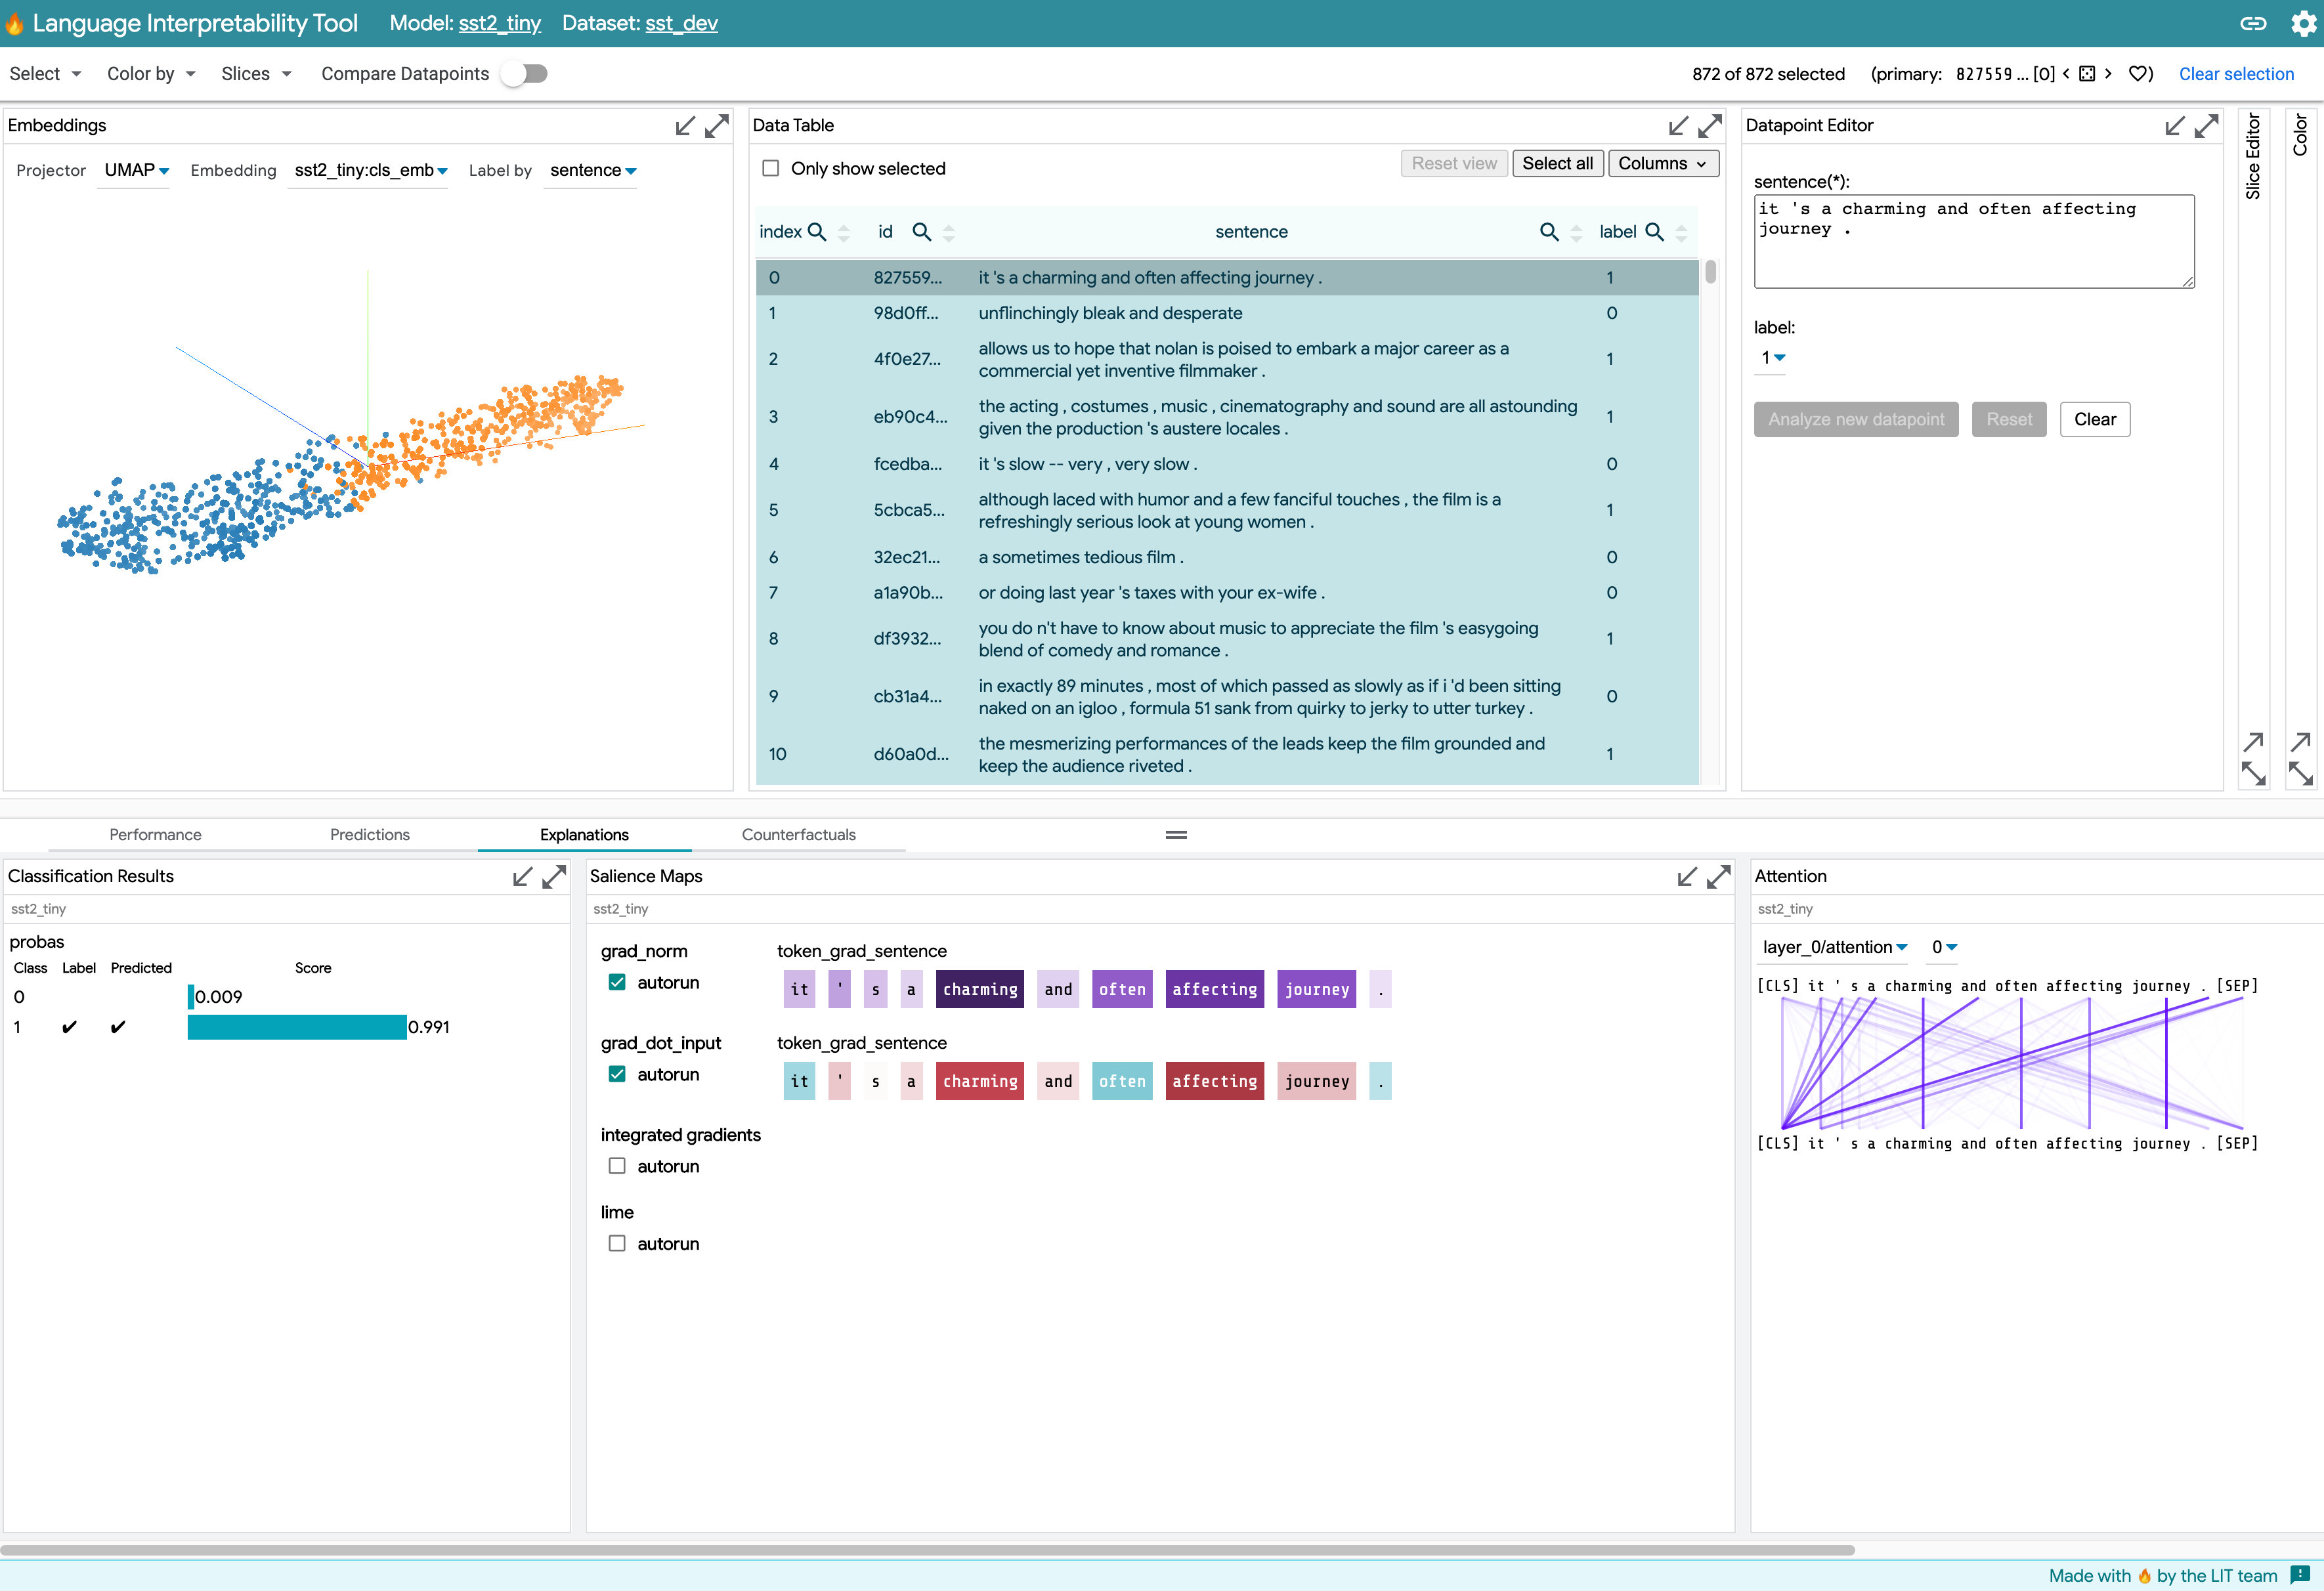 Language Interpretability Tool Model: sst2_tiny Dataset: sst_dev
Select Color by Slices Compare Datapoints 872 of 872 selected (primary: 827559 ... [0] < > ♡) Clear selection
Embeddings
Projector UMAP Embedding sst2_tiny:cls_emb Label by sentence
Data Table
Only show selected Reset view Select all Columns
index id sentence label
0 827559... it 's a charming and often affecting journey . 1
1 98d0ff... unflinchingly bleak and desperate 0
2 4f0e27... allows us to hope that nolan is poised to embark a major career as a
commercial yet inventive filmmaker . 1
3 eb90c4... the acting , costumes , music , cinematography and sound are all astounding
given the production 's austere locales . 1
4 fcedba... it 's slow -- very , very slow . 0
5 5cbca5... although laced with humor and a few fanciful touches , the film is a
refreshingly serious look at young women . 1
6 32ec21... a sometimes tedious film . 0
7 a1a90b... or doing last year 's taxes with your ex-wife . 0
8 df3932... you do n't have to know about music to appreciate the film 's easygoing
blend of comedy and romance . 1
9 cb31a4... in exactly 89 minutes , most of which passed as slowly as if i 'd been sitting
naked on an igloo , formula 51 sank from quirky to jerky to utter turkey . 0
10 d60a0d... the mesmerizing performances of the leads keep the film grounded and
keep the audience riveted . 1
Datapoint Editor
sentence(*):
it 's a charming and often affecting
journey .
label:
1
Analyze new datapoint Reset Clear
Slice Editor
Color
Performance Predictions Explanations Counterfactuals
Classification Results
sst2_tiny
probas
Class Label Predicted Score
0 0.009
1 ✔ ✔ 0.991
Salience Maps
sst2_tiny
grad_norm token_grad_sentence
autorun it ' s a charming and often affecting journey .
grad_dot_input token_grad_sentence
autorun it ' s a charming and often affecting journey .
integrated gradients
autorun
lime
autorun
Attention
sst2_tiny
layer_0/attention 0
[CLS] it ' s a charming and often affecting journey . [SEP]
[CLS] it ' s a charming and often affecting journey . [SEP]
Made with 🔥 by the LIT team